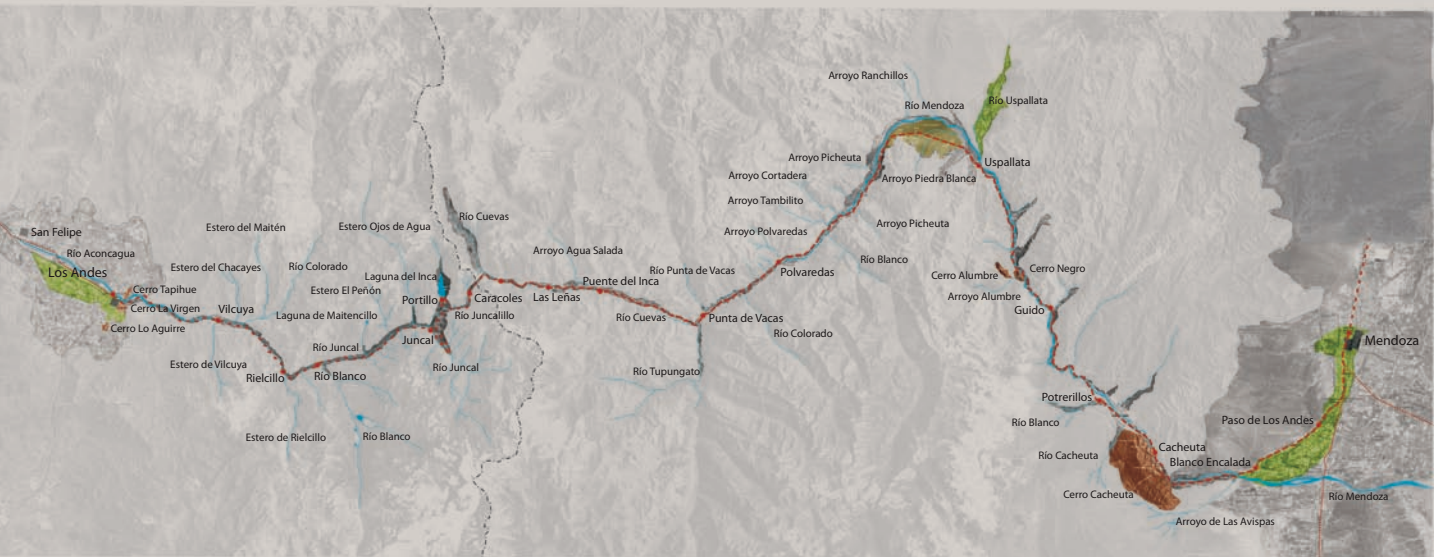 San Felipe
Río Aconcagua
Los Andes
Cerro Tapihue
Cerro La Virgen
Cerro Lo Aguirre
Estero del Chacayes
Vilcuya
Estero de Vilcuya
Estero del Maitén
Río Colorado
Estero El Peñón
Laguna de Maitencillo
Rielcillo
Río Juncal
Río Blanco
Estero de Rielcillo
Río Blanco
Estero Ojos de Agua
Laguna del Inca
Portillo
Juncal
Río Juncal
Río Juncalillo
Río Cuevas
Caracoles
Arroyo Agua Salada
Las Leñas
Puente del Inca
Río Cuevas
Río Punta de Vacas
Punta de Vacas
Río Tupungato
Río Colorado
Polvaredas
Arroyo Polvaredas
Arroyo Tambilito
Arroyo Cortadera
Arroyo Picheuta
Río Blanco
Arroyo Picheuta
Arroyo Ranchillos
Río Mendoza
Arroyo Piedra Blanca
Río Uspallata
Uspallata
Cerro Alumbre
Cerro Negro
Arroyo Alumbre
Guido
Potrerillos
Río Blanco
Río Cacheuta
Cerro Cacheuta
Cacheuta
Blanco Encalada
Arroyo de Las Avispas
Paso de Los Andes
Mendoza
Río Mendoza